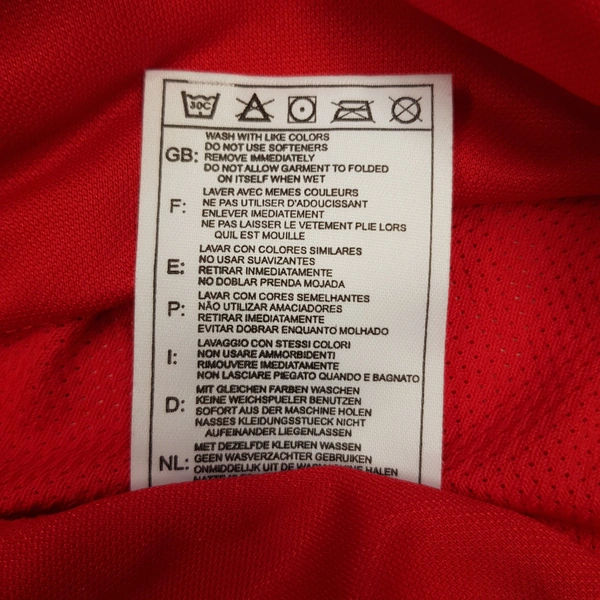 30C
GB: WASH WITH LIKE COLORS
DO NOT USE SOFTENERS
REMOVE IMMEDIATELY
DO NOT ALLOW GARMENT TO FOLDED
ON ITSELF WHEN WET
F: LAVER AVEC MEMES COULEURS
NE PAS UTILISER D'ADOUCISSANT
ENLEVER IMEDIATEMENT
NE PAS LAISSER LE VETEMENT PLIE LORS
QUIL EST MOUILLE
E: LAVAR CON COLORES SIMILARES
NO USAR SUAVIZANTES
RETIRAR INMEDIATAMENTE
NO DOBLAR PRENDA MOJADA
P: LAVAR COM CORES SEMELHANTES
NÃO UTILIZAR AMACIADORES
RETIRAR IMEDIATAMENTE
EVITAR DOBRAR ENQUANTO MOLHADO
I: LAVAGGIO CON STESSI COLORI
NON USARE AMMORBIDENTI
RIMOUVERE IMEDIATAMENTE
NON LASCIARE PIEGATO QUANDO E BAGNATO
D: MIT GLEICHEN FARBEN WASCHEN
KEINE WEICHSPUELER BENUTZEN
SOFORT AUS DER MASCHINE HOLEN
NASSES KLEIDUNGSSTUECK NICHT
AUFEINANDER LIEGENLASSEN
NL: MET DEZELFDE KLEUREN WASSEN
GEEN WASVERZACHTER GEBRUIKEN
ONMIDDELIJK UIT DE HALEN